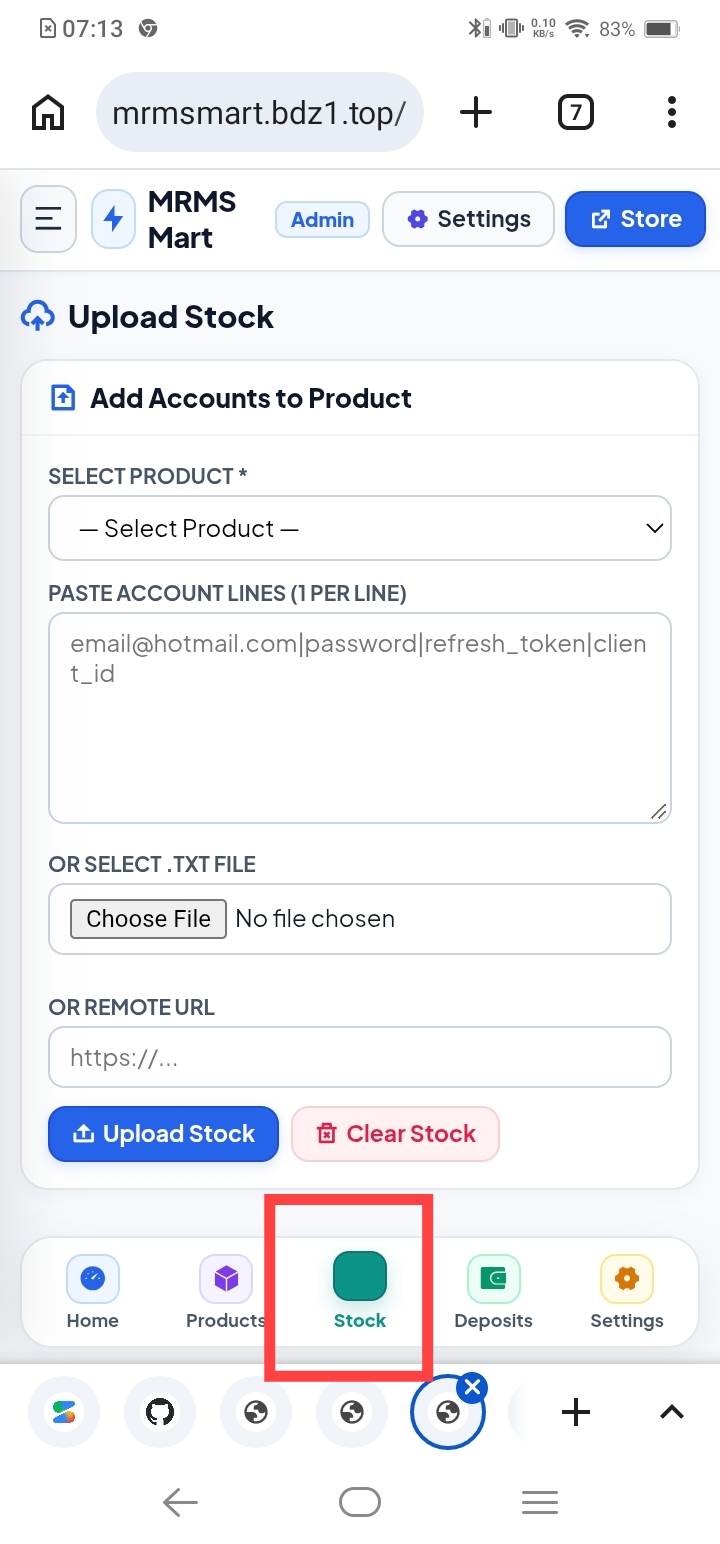 07:13
0.10
KB/s
83%
mrmsmart.bdz1.top/
7
MRMS
Mart
Admin
Settings
Store
Upload Stock
Add Accounts to Product
SELECT PRODUCT *
— Select Product —
PASTE ACCOUNT LINES (1 PER LINE)
email@hotmail.com|password|refresh_token|clien
t_id
OR SELECT .TXT FILE
Choose File No file chosen
OR REMOTE URL
https://...
Upload Stock
Clear Stock
Home
Products
Stock
Deposits
Settings